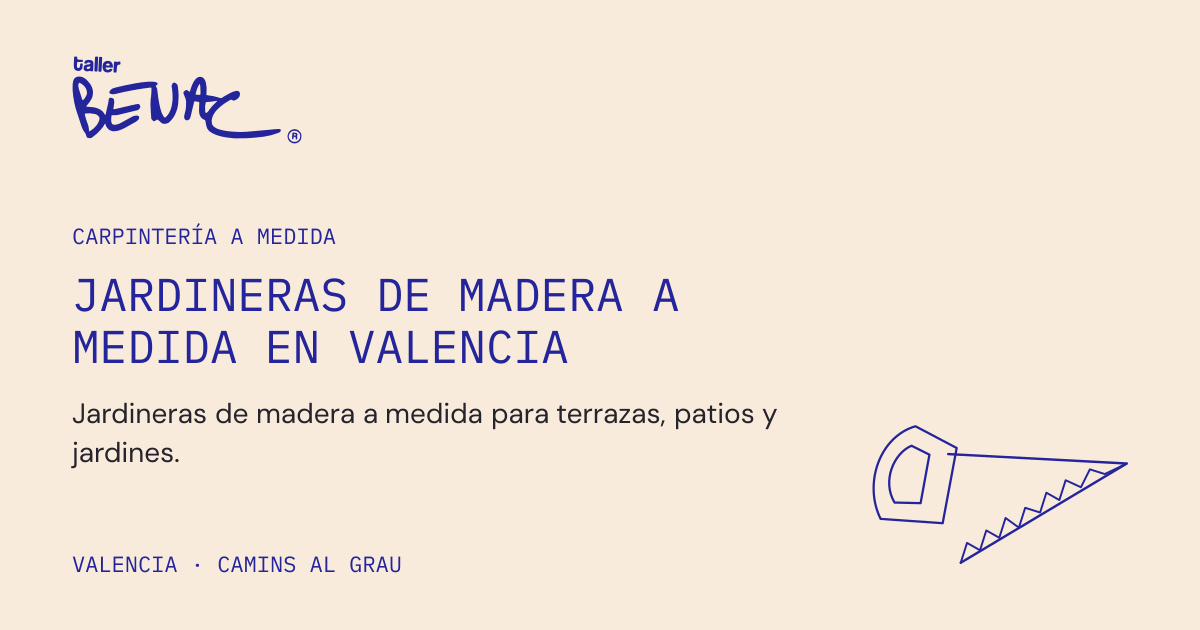 taller
BENAC ®
CARPINTERÍA A MEDIDA
JARDINERAS DE MADERA A
MEDIDA EN VALENCIA
Jardineras de madera a medida para terrazas, patios y
jardines.
VALENCIA · CAMINS AL GRAU